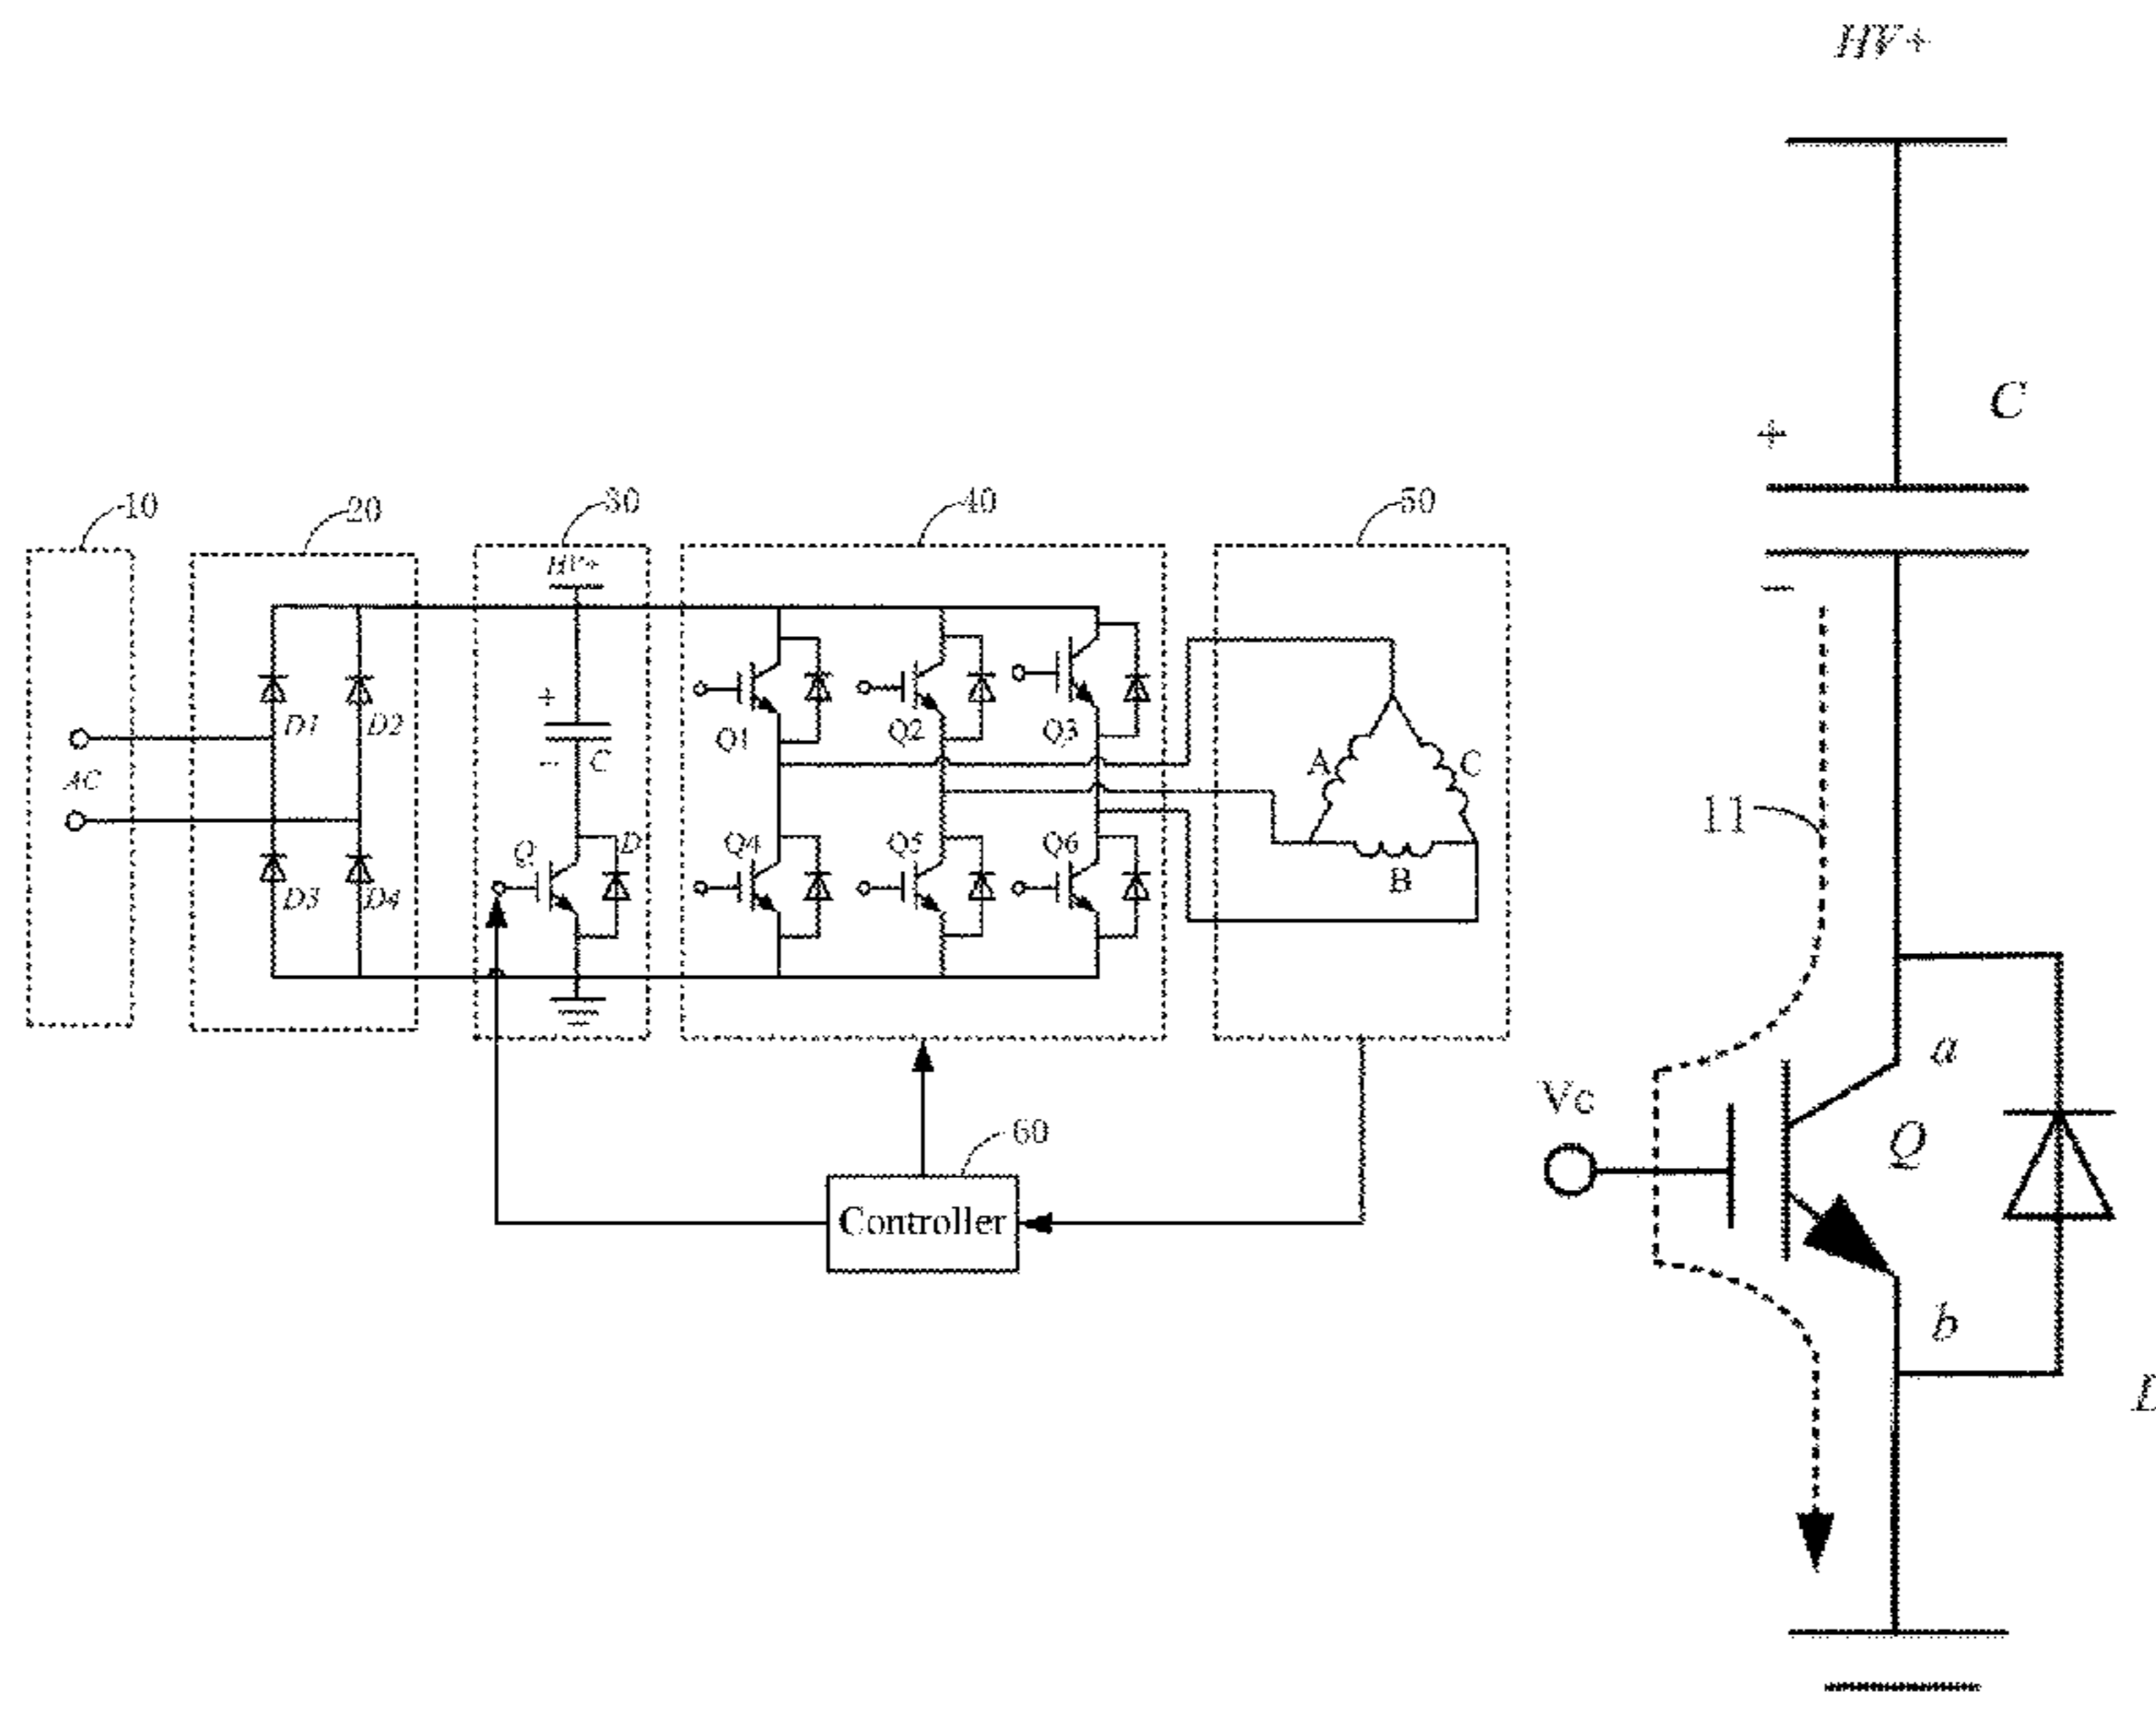 10
20
30
40
50
HV+
+
D1
D2
AC
− C
D3
D4
Q
D
Q1
Q2
Q3
Q4
Q5
Q6
A
C
B
60
Controller
HV+
C
+
−
11
a
Vc
Q
b